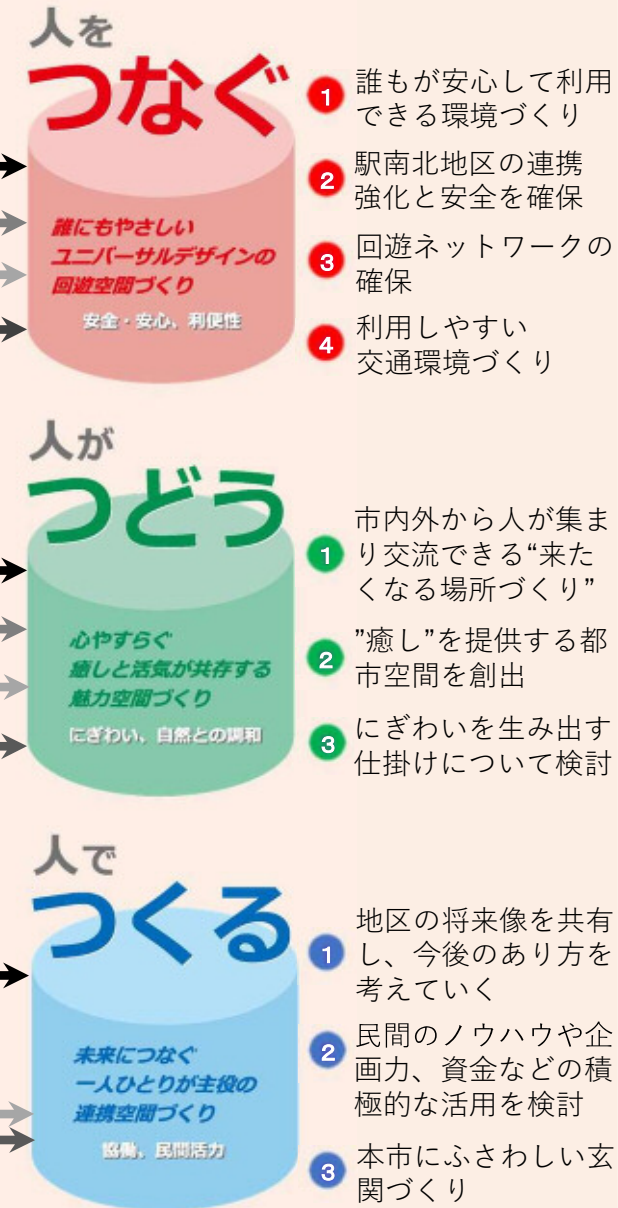 人を
つなぐ
誰にもやさしい
ユニバーサルデザインの
回遊空間づくり
安全・安心、利便性
1 誰もが安心して利用
できる環境づくり
2 駅南北地区の連携
強化と安全を確保
3 回遊ネットワークの
確保
4 利用しやすい
交通環境づくり
人が
つどう
心やすらぐ
癒しと活気が共存する
魅力空間づくり
にぎわい、自然との調和
1 市内外から人が集ま
り交流できる“来た
くなる場所づくり”
2 ”癒し”を提供する都
市空間を創出
3 にぎわいを生み出す
仕掛けについて検討
人で
つくる
未来につなぐ
一人ひとりが主役の
連携空間づくり
協働、民間活力
1 地区の将来像を共有
し、今後のあり方を
考えていく
2 民間のノウハウや企
画力、資金などの積
極的な活用を検討
3 本市にふさわしい玄
関づくり